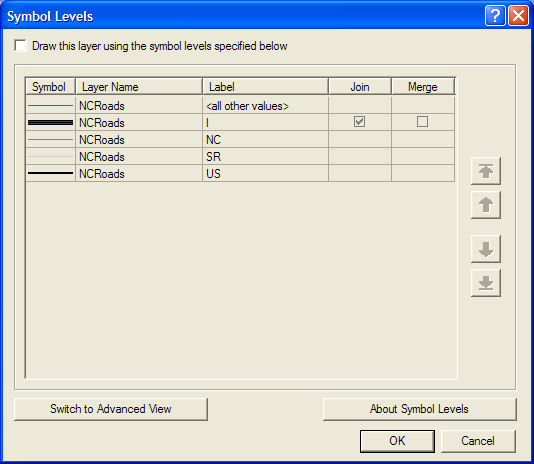 Symbol Levels
Draw this layer using the symbol levels specified below
Symbol Layer Name Label Join Merge
NCRoads <all other values>
NCRoads I
NCRoads NC
NCRoads SR
NCRoads US
Switch to Advanced View About Symbol Levels
OK Cancel